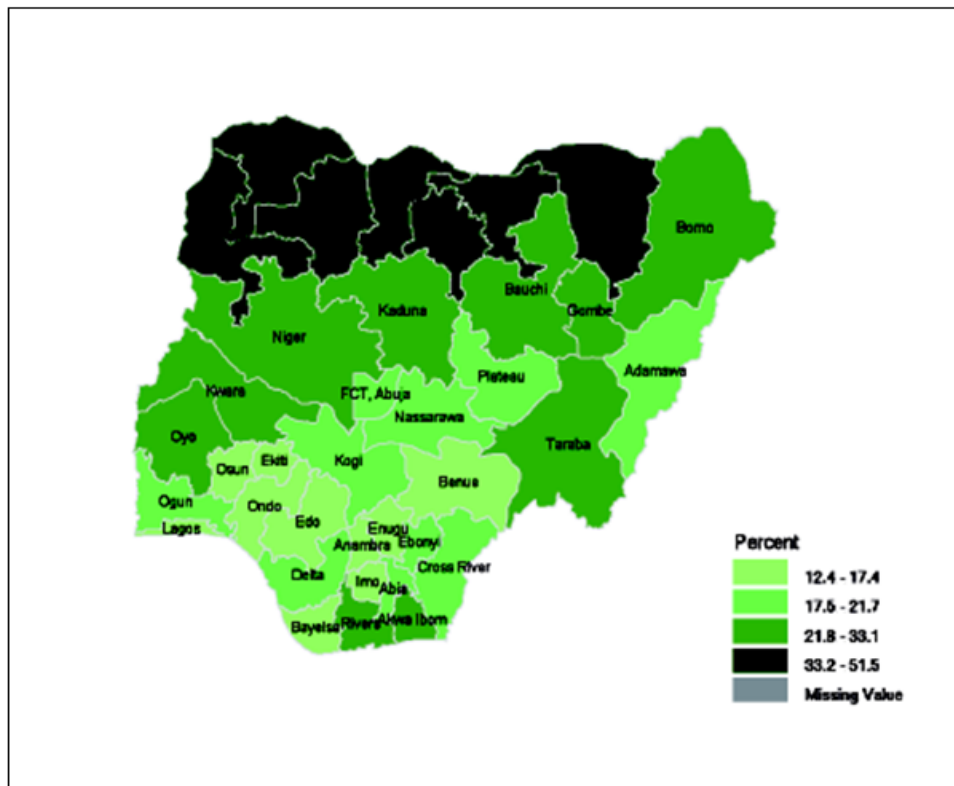 Borno
Bauchi
Gombe
Kaduna
Niger
Adamawa
Plateau
FCT, Abuja
Kwara
Nassarawa
Oyo
Taraba
Ekiti
Kogi
Osun
Benue
Ogun
Ondo
Edo
Lagos
Enugu
Anambra
Ebonyi
Cross River
Delta
Imo
Abia
Bayelsa
Rivers
Akwa Ibom
Percent
12.4 - 17.4
17.5 - 21.7
21.8 - 33.1
33.2 - 51.5
Missing Value